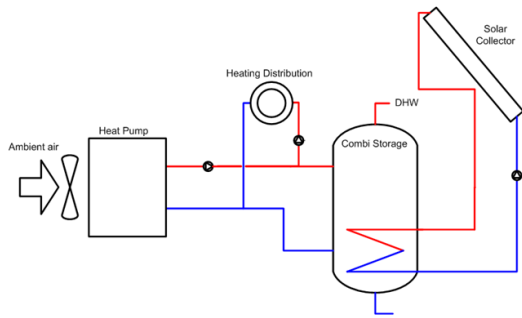 Solar
Collector
Heating Distribution
DHW
Heat Pump
Combi Storage
Ambient air